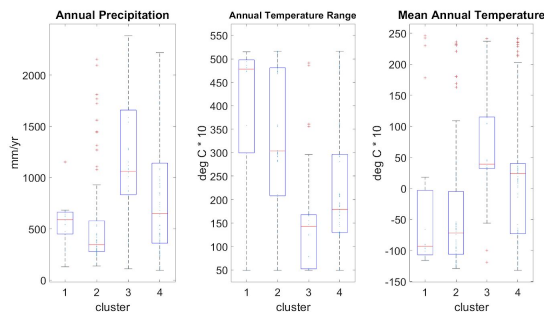 Annual Precipitation
2000
1500
1000
500
0
mm/yr
1 2 3 4
cluster
Annual Temperature Range
550
500
450
400
350
300
250
200
150
100
50
deg C * 10
1 2 3 4
cluster
Mean Annual Temperature
250
200
150
100
50
0
-50
-100
-150
deg C * 10
1 2 3 4
cluster